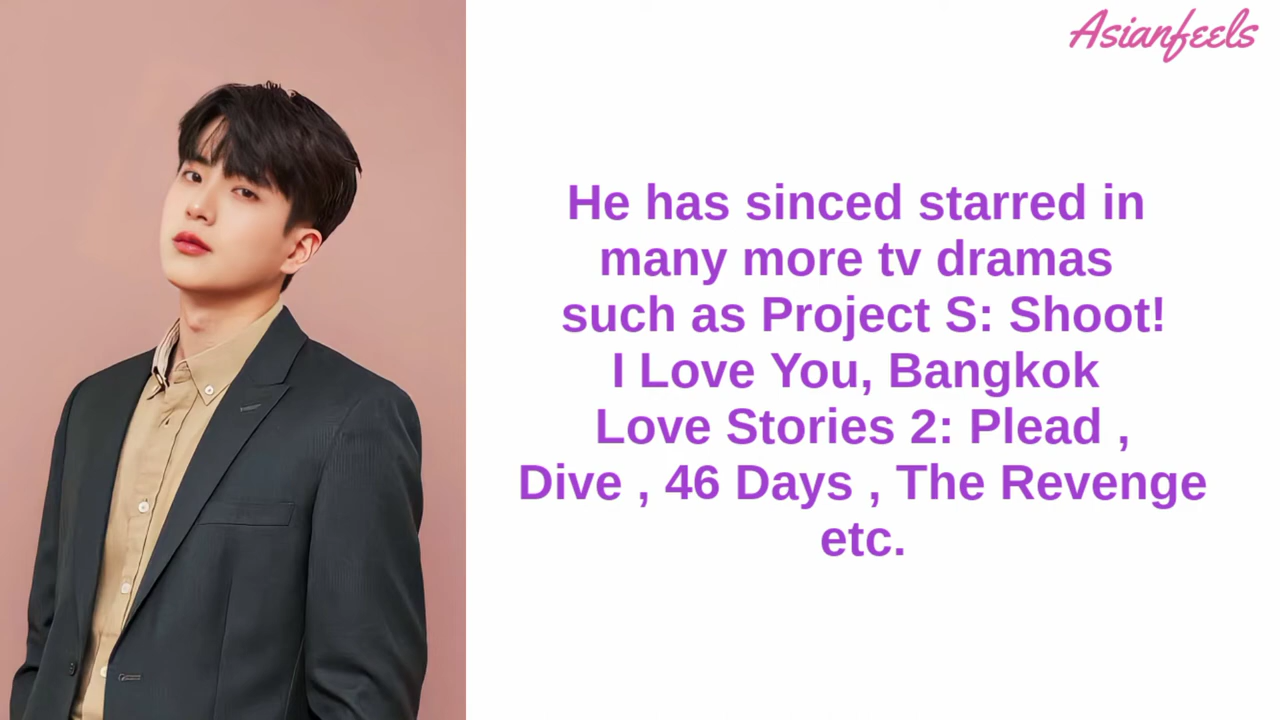 Asianfeels
He has sinced starred in
many more tv dramas
such as Project S: Shoot!
I Love You, Bangkok
Love Stories 2: Plead ,
Dive , 46 Days , The Revenge
etc.